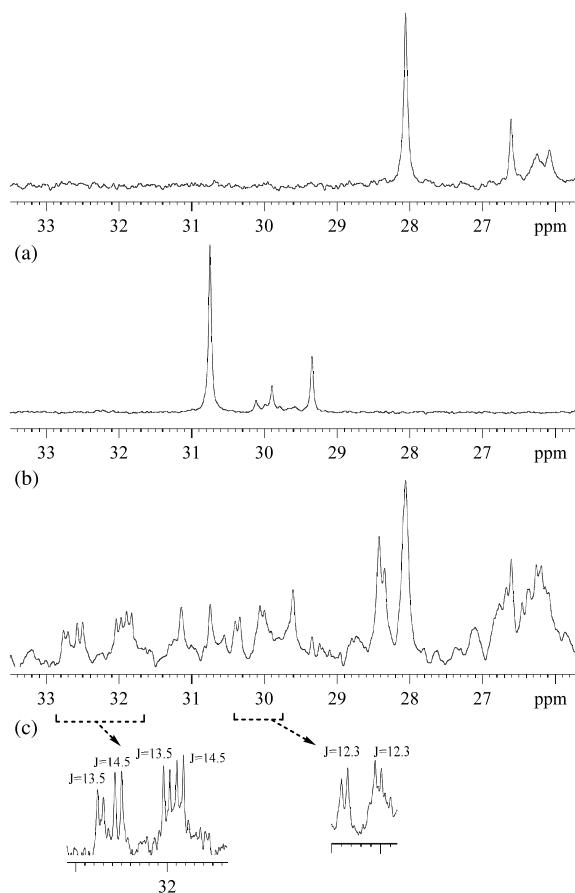 33 32 31 30 29 28 27 ppm
(a)
33 32 31 30 29 28 27 ppm
(b)
33 32 31 30 29 28 27 ppm
(c)
J=13.5 J=14.5 J=13.5 J=14.5
J=12.3 J=12.3
32